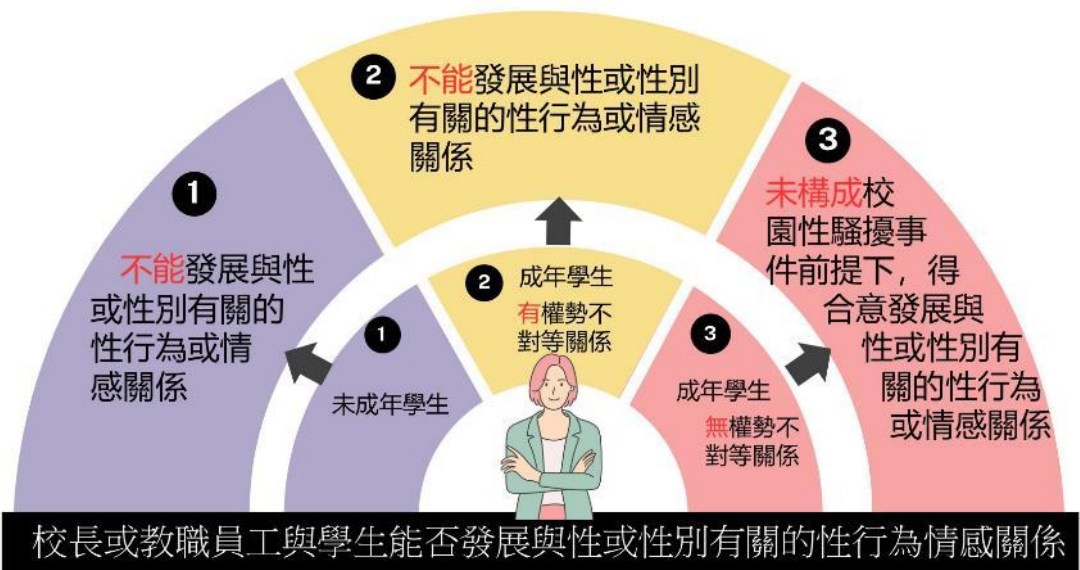 1
不能發展與性
或性別有關的
性行為或情
感關係
2
不能發展與性或性別
有關的性行為或情感
關係
3
未構成校
園性騷擾事
件前提下，得
合意發展與
性或性別有
關的性行為
或情感關係
1
未成年學生
2
成年學生
有權勢不
對等關係
3
成年學生
無權勢不
對等關係
校長或教職員工與學生能否發展與性或性別有關的性行為情感關係